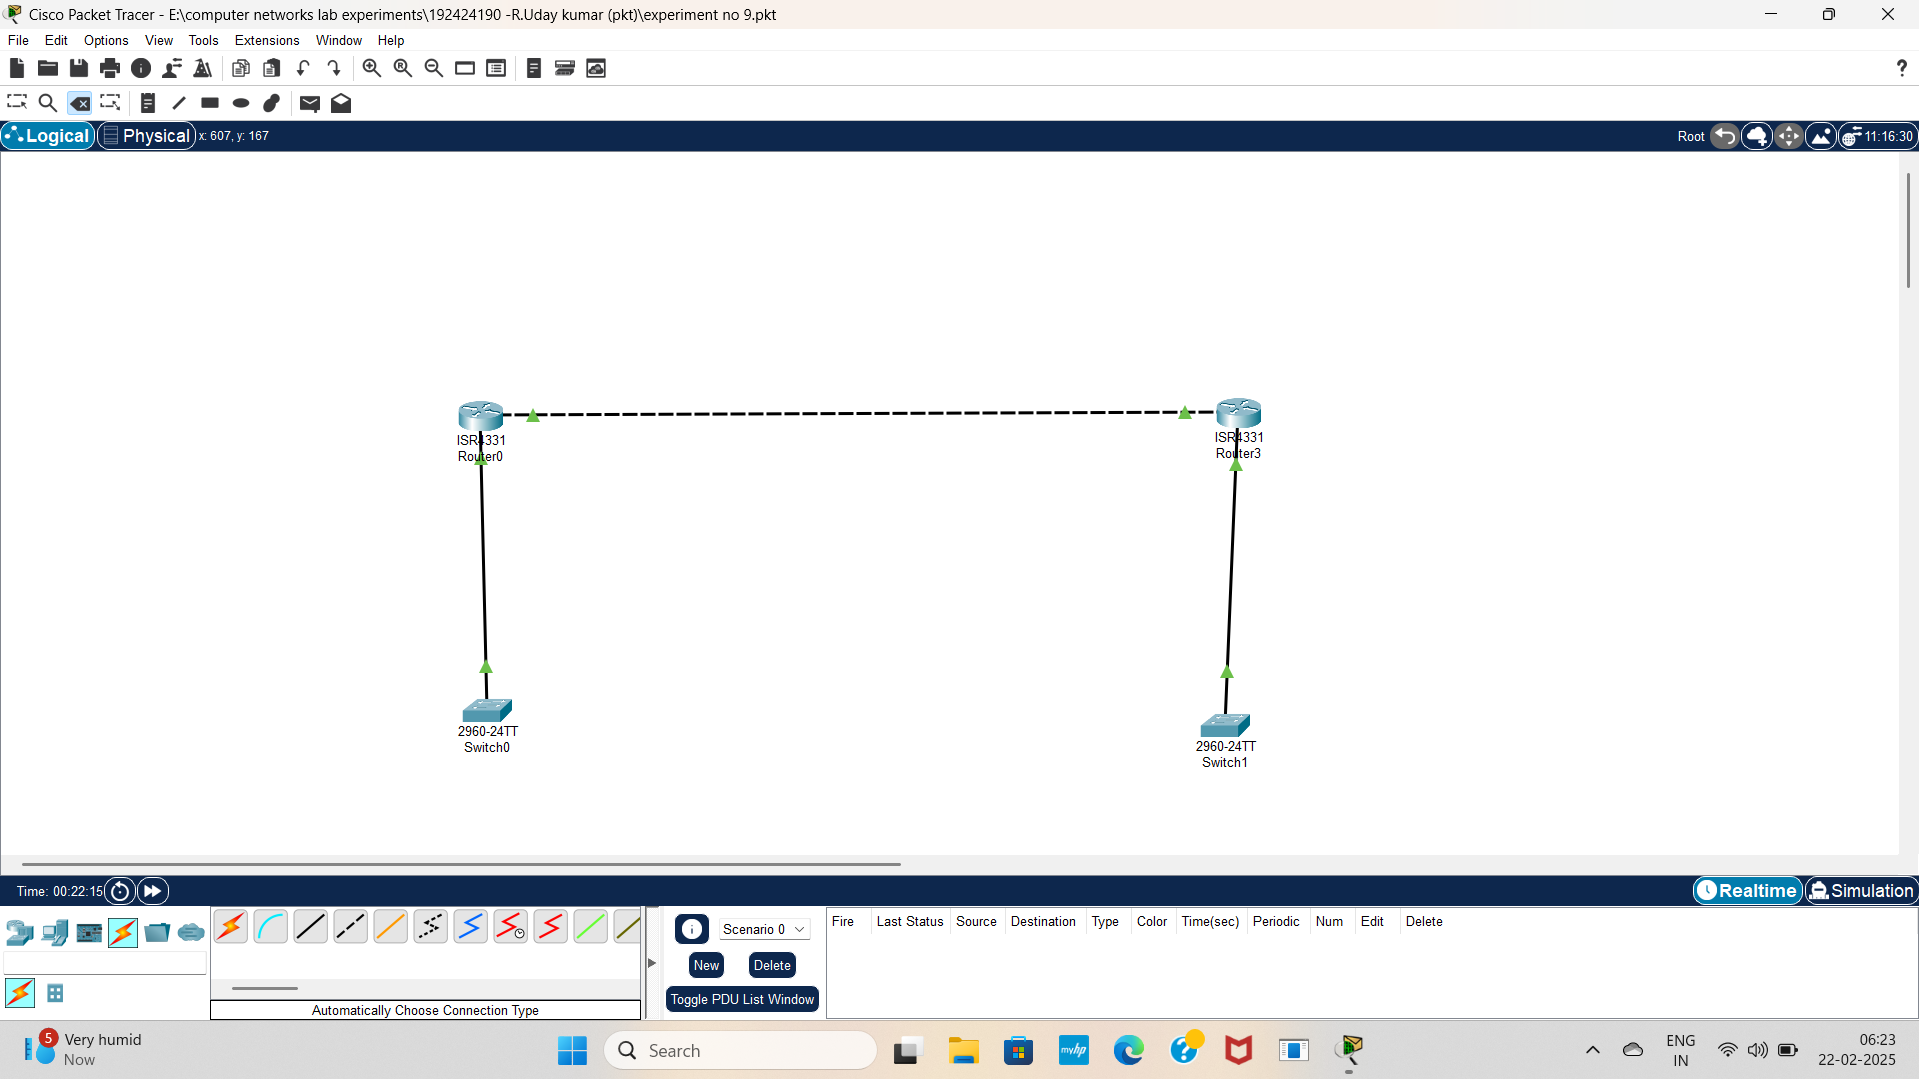 Cisco Packet Tracer - E:\computer networks lab experiments\192424190 -R.Uday kumar (pkt)\experiment no 9.pkt
File Edit Options View Tools Extensions Window Help
?
Logical Physical x: 607, y: 167 Root 11:16:30
ISR4331
Router0
ISR4331
Router3
2960-24TT
Switch0
2960-24TT
Switch1
Time: 00:22:15 Realtime Simulation
Scenario 0
New Delete
Toggle PDU List Window
Fire Last Status Source Destination Type Color Time(sec) Periodic Num Edit Delete
Automatically Choose Connection Type
5 Very humid
Now
Search
myhp
ENG
IN
06:23
22-02-2025